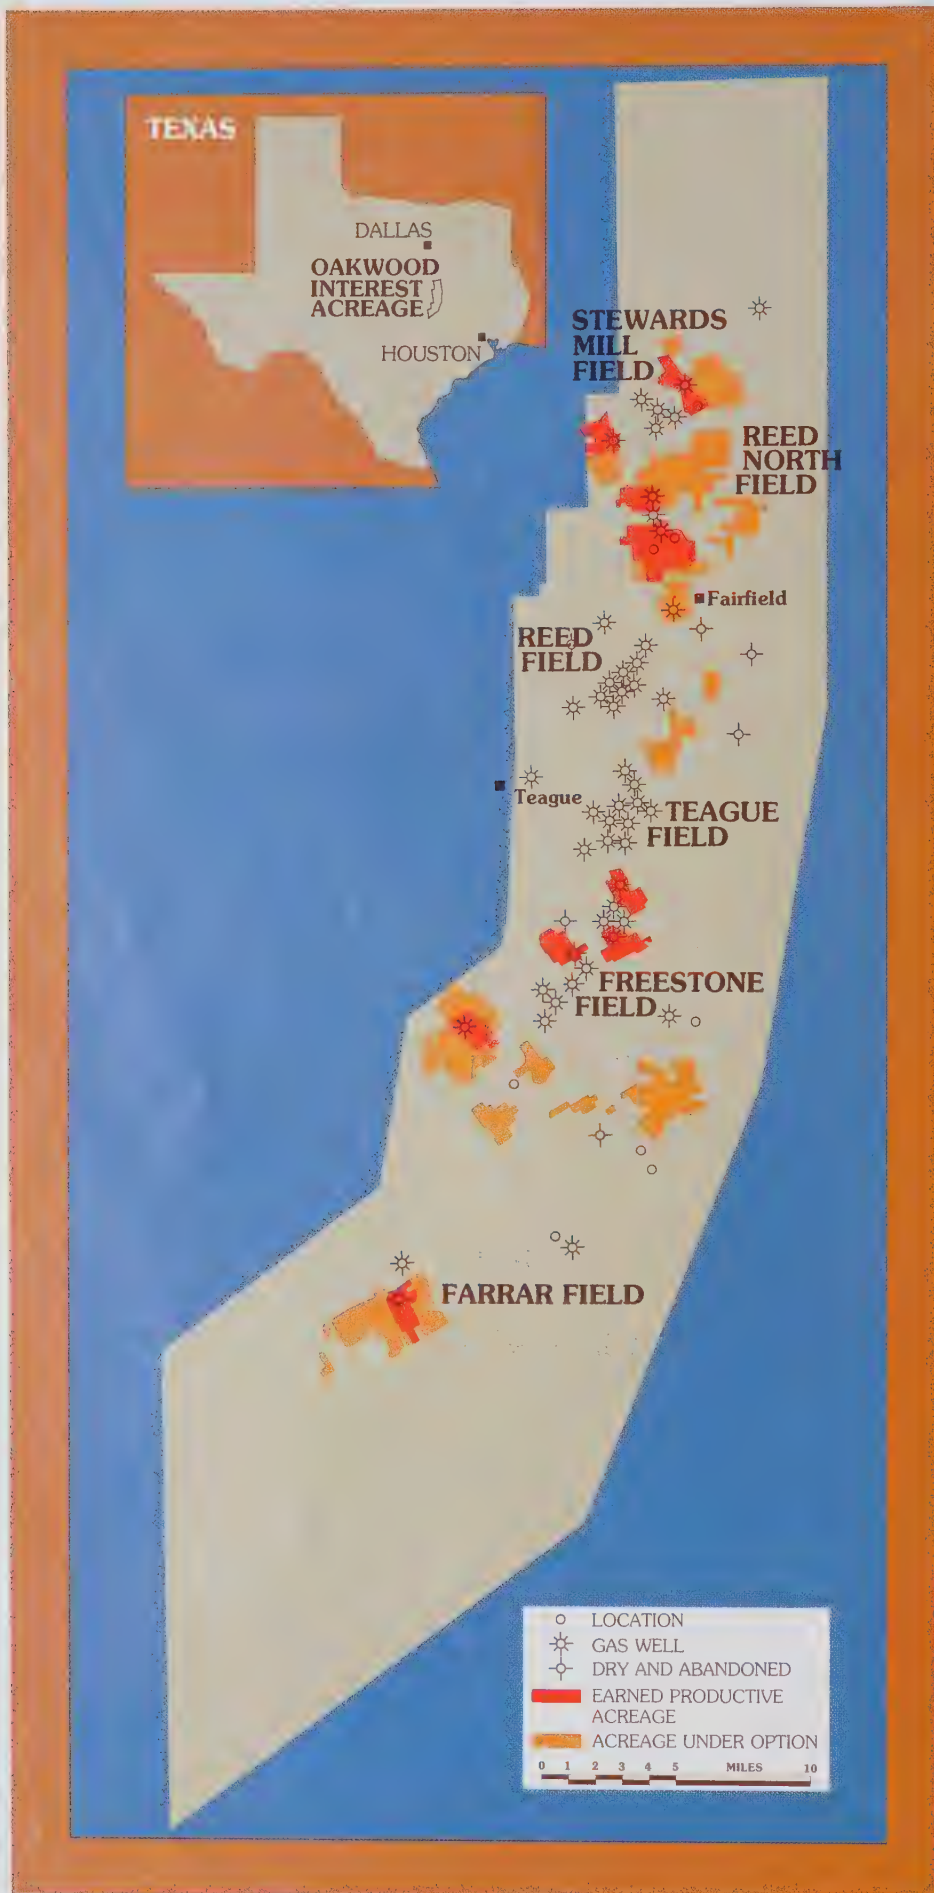 TEXAS
DALLAS
OAKWOOD
INTEREST
ACREAGE
HOUSTON
STEWARDS
MILL
FIELD
REED
NORTH
FIELD
Fairfield
REED
FIELD
Teague
TEAGUE
FIELD
FREESTONE
FIELD
FARRAR FIELD
LOCATION
GAS WELL
DRY AND ABANDONED
EARNED PRODUCTIVE
ACREAGE
ACREAGE UNDER OPTION
0 1 2 3 4 5 MILES 10